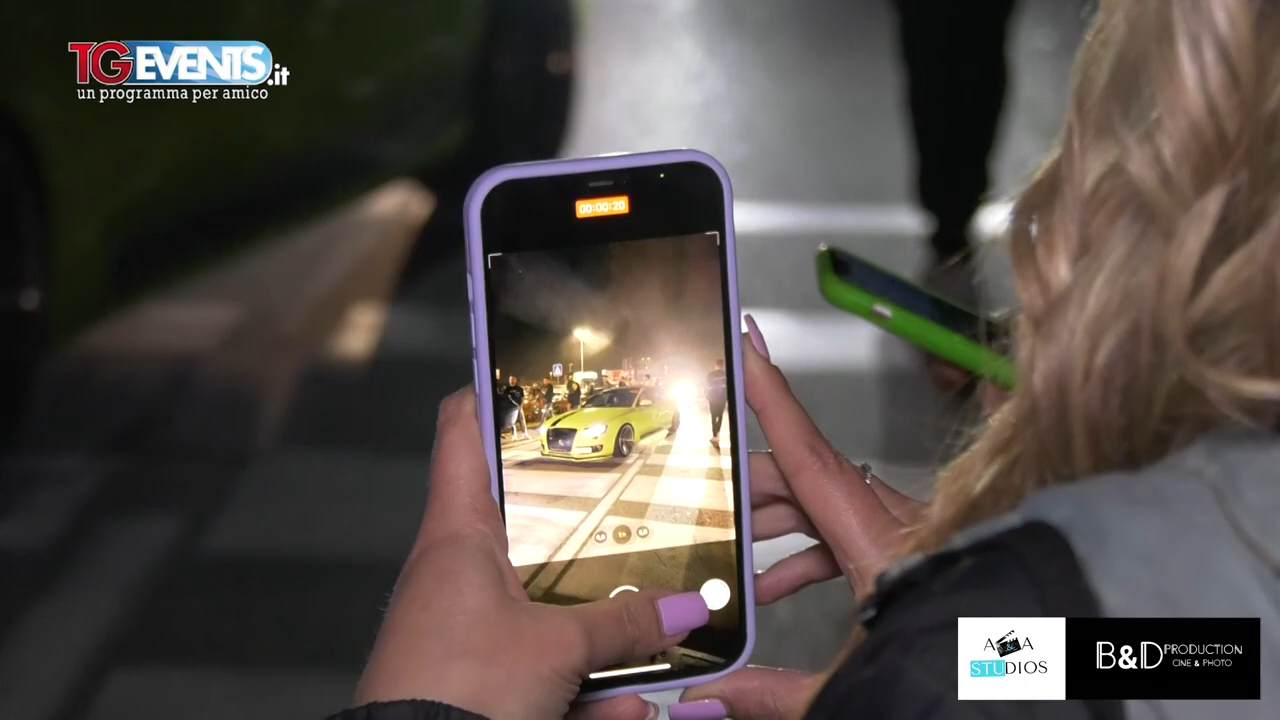 TGEVENTS.it
un programma per amico
00:00:20
A&A
STUDIOS
B&D PRODUCTION
CINE & PHOTO